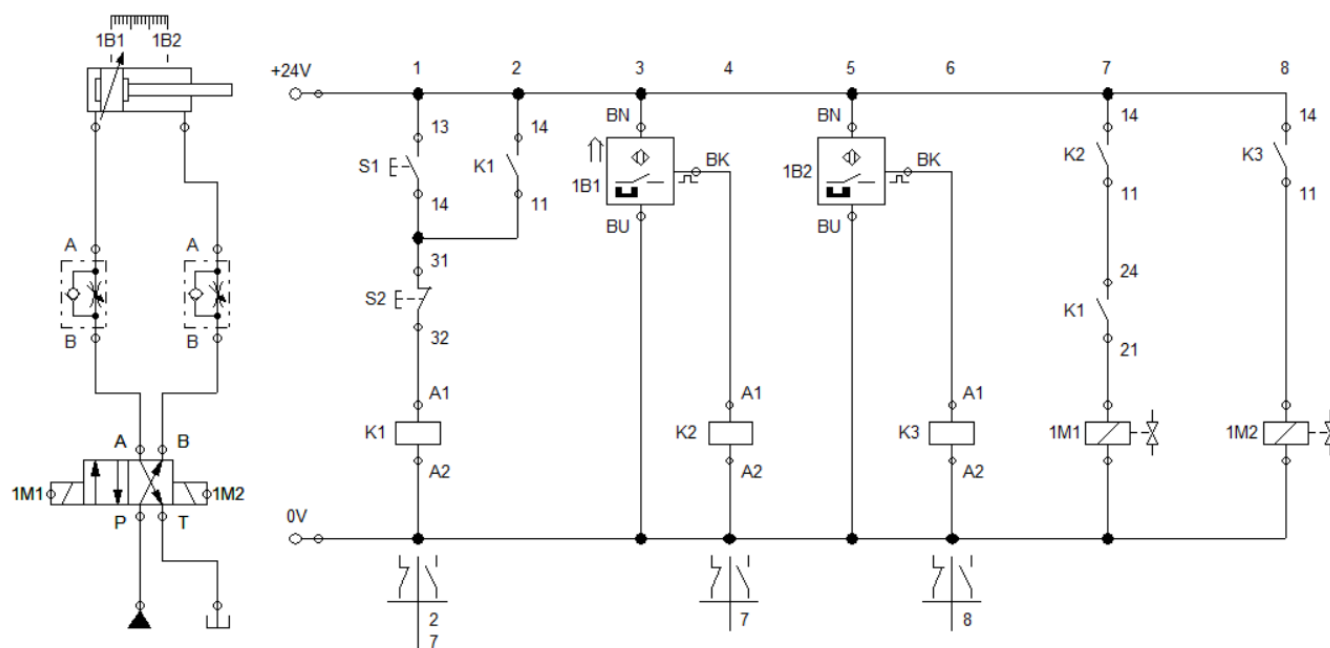 1B1 1B2
A A
B B
A B
1M1 1M2
P T
1 2 3 4 5 6 7 8
+24V
13 14 BN BN 14 14
S1 K1 BK BK K2 K3
1B1 1B2
14 11 BU BU 11 11
31 24
S2 K1
32 21
A1 A1 A1
K1 K2 K3 1M1 1M2
A2 A2 A2
0V
2 7 8
7